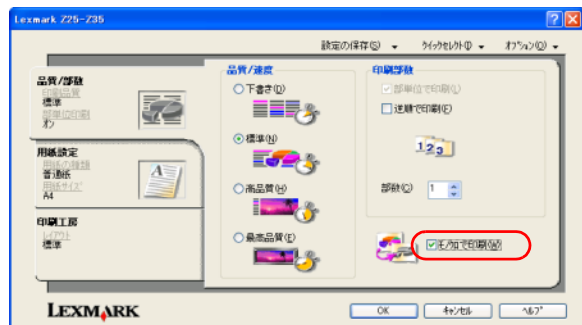 Lexmark Z25-Z35
設定の保存(S)
クイックセレクト(I)
オプション(O)
品質/部数
印刷品質
標準
部単位印刷
オン
用紙設定
用紙の種類
普通紙
用紙サイズ
A4
印刷工房
レイアウト
標準
品質/速度
下書き(D)
標準(N)
高品質(H)
最高品質(E)
印刷部数
部単位で印刷(L)
逆順で印刷(F)
1 2 3
部数(C)
1
モノクロで印刷(W)
LEXMARK
OK
キャンセル
ヘルプ